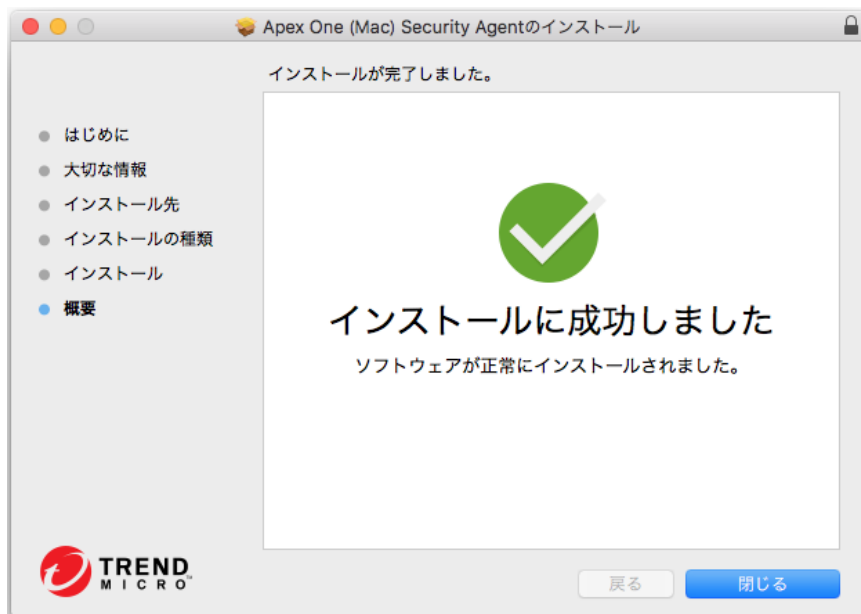 Apex One (Mac) Security Agentのインストール
インストールが完了しました。
はじめに
大切な情報
インストール先
インストールの種類
インストール
概要
インストールに成功しました
ソフトウェアが正常にインストールされました。
TREND
MICRO
戻る
閉じる